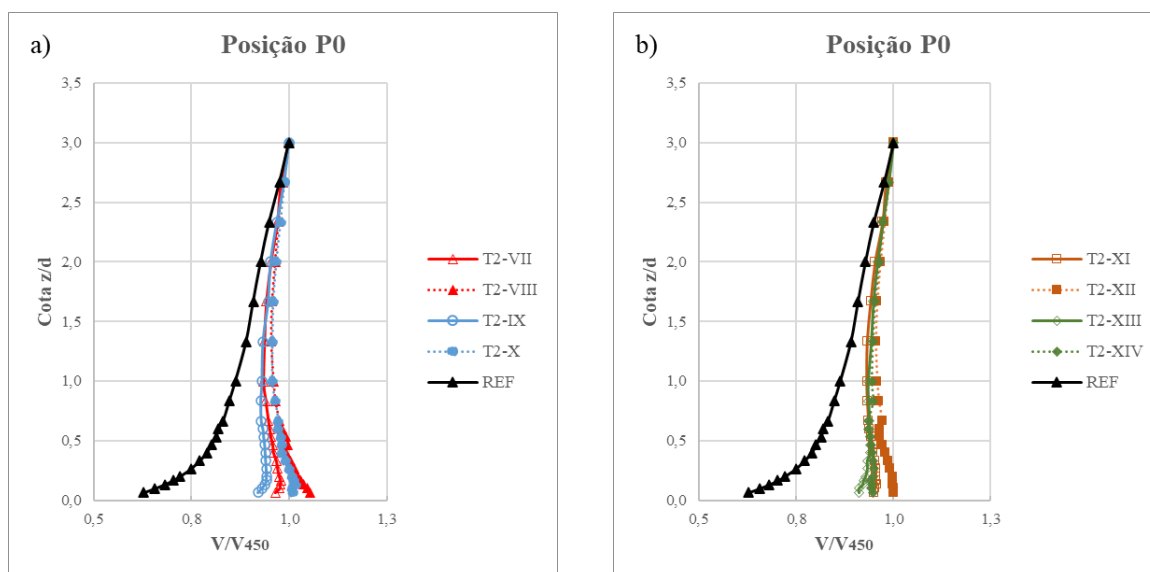 a)
Posição P0
3,5
3,0
2,5
2,0
1,5
1,0
0,5
0,0
Cota z/d
0,5
0,8
1,0
1,3
V/V450
T2-VII
T2-VIII
T2-IX
T2-X
REF
b)
Posição P0
3,5
3,0
2,5
2,0
1,5
1,0
0,5
0,0
Cota z/d
0,5
0,8
1,0
1,3
V/V450
T2-XI
T2-XII
T2-XIII
T2-XIV
REF